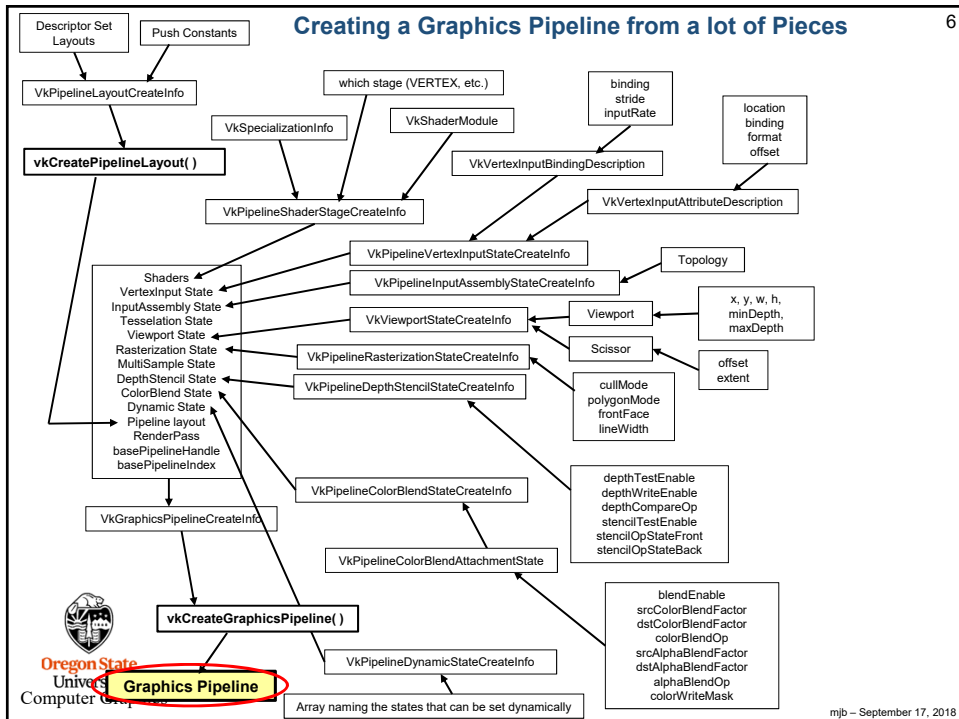 Creating a Graphics Pipeline from a lot of Pieces
6
Descriptor Set
Layouts
Push Constants
VkPipelineLayoutCreateInfo
vkCreatePipelineLayout( )
which stage (VERTEX, etc.)
VkSpecializationInfo
VkShaderModule
VkPipelineShaderStageCreateInfo
binding
stride
inputRate
location
binding
format
offset
VkVertexInputBindingDescription
VkVertexInputAttributeDescription
VkPipelineVertexInputStateCreateInfo
Topology
VkPipelineInputAssemblyStateCreateInfo
Shaders
VertexInput State
InputAssembly State
Tesselation State
Viewport State
Rasterization State
MultiSample State
DepthStencil State
ColorBlend State
Dynamic State
Pipeline layout
RenderPass
basePipelineHandle
basePipelineIndex
VkViewportStateCreateInfo
Viewport
x, y, w, h,
minDepth,
maxDepth
Scissor
offset
extent
VkPipelineRasterizationStateCreateInfo
cullMode
polygonMode
frontFace
lineWidth
VkPipelineDepthStencilStateCreateInfo
depthTestEnable
depthWriteEnable
depthCompareOp
stencilTestEnable
stencilOpStateFront
stencilOpStateBack
VkPipelineColorBlendStateCreateInfo
VkGraphicsPipelineCreateInfo
VkPipelineColorBlendAttachmentState
blendEnable
srcColorBlendFactor
dstColorBlendFactor
colorBlendOp
srcAlphaBlendFactor
dstAlphaBlendFactor
alphaBlendOp
colorWriteMask
vkCreateGraphicsPipeline( )
VkPipelineDynamicStateCreateInfo
Array naming the states that can be set dynamically
Graphics Pipeline
Oregon State
Computer
mjb – September 17, 2018